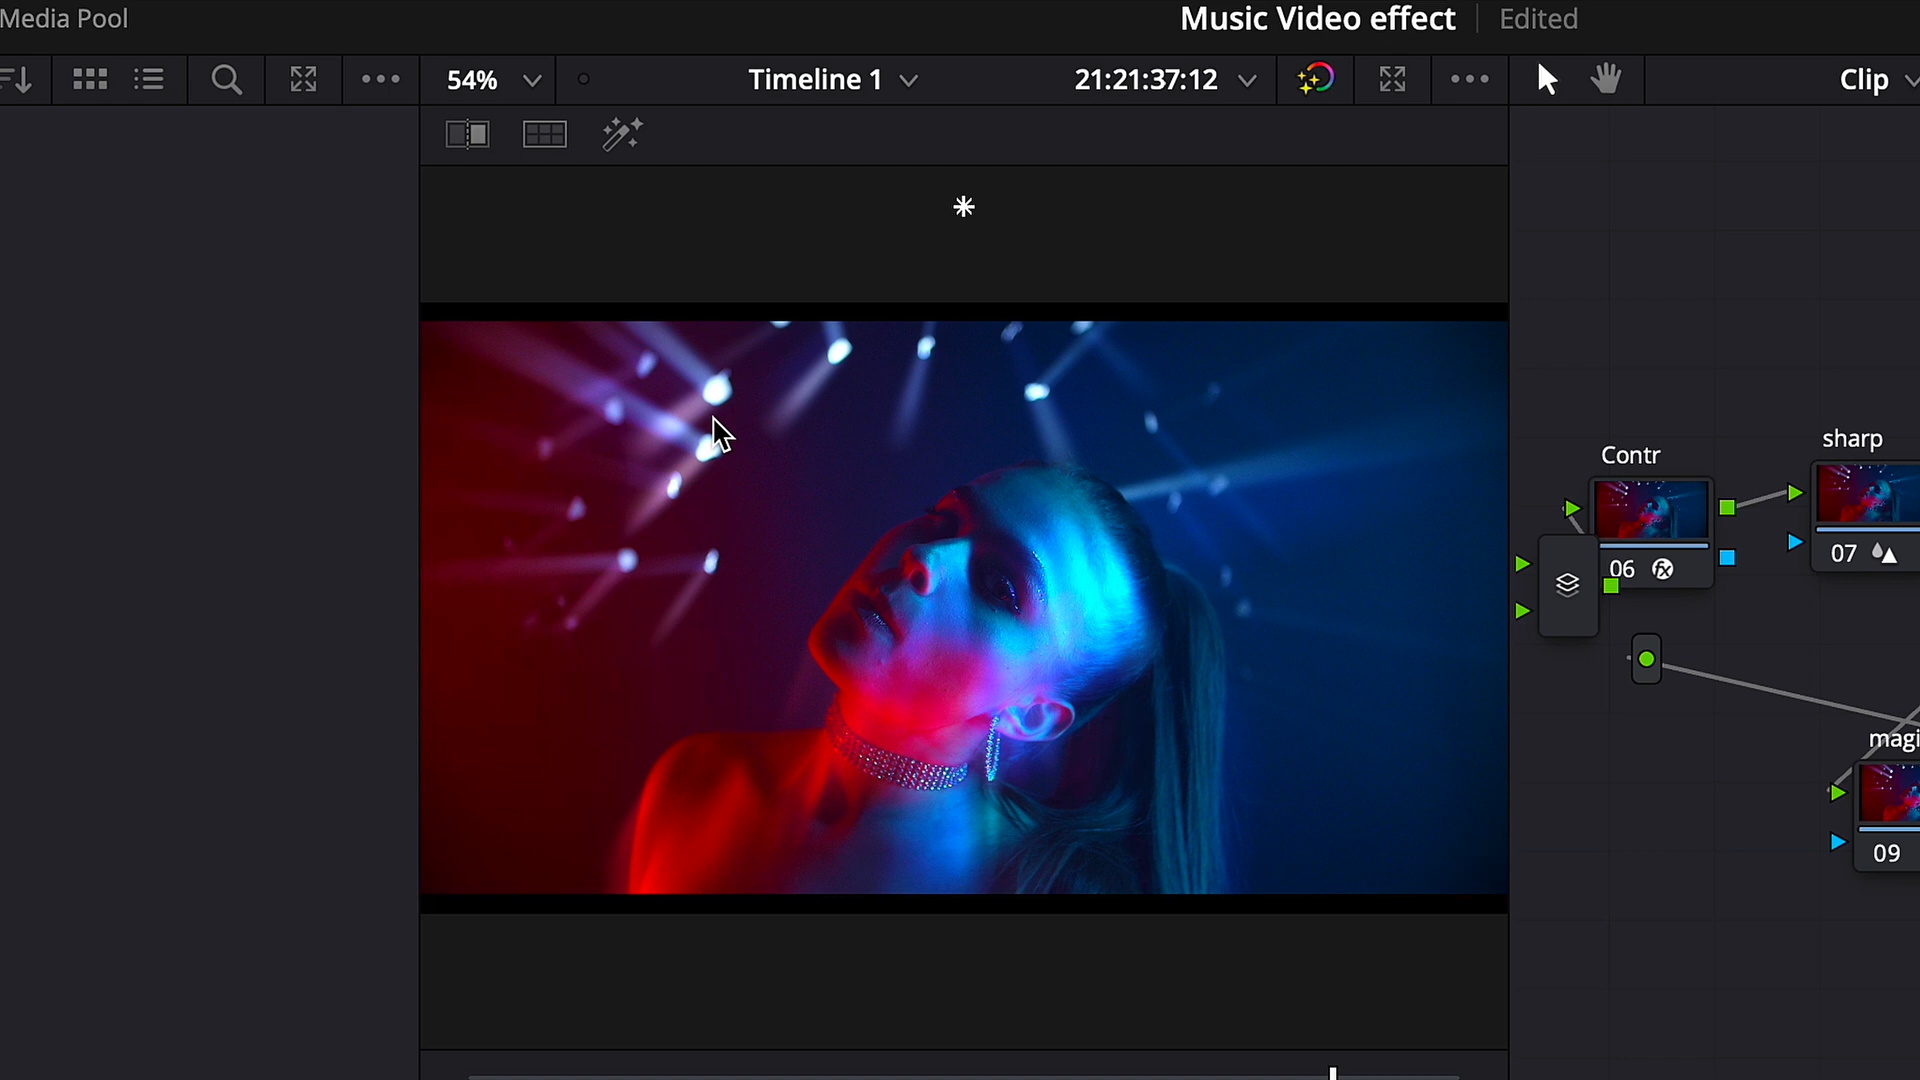 Media Pool
Music Video effect
Edited
54%
Timeline 1
21:21:37:12
Clip
Contr
sharp
06
07
magi
09